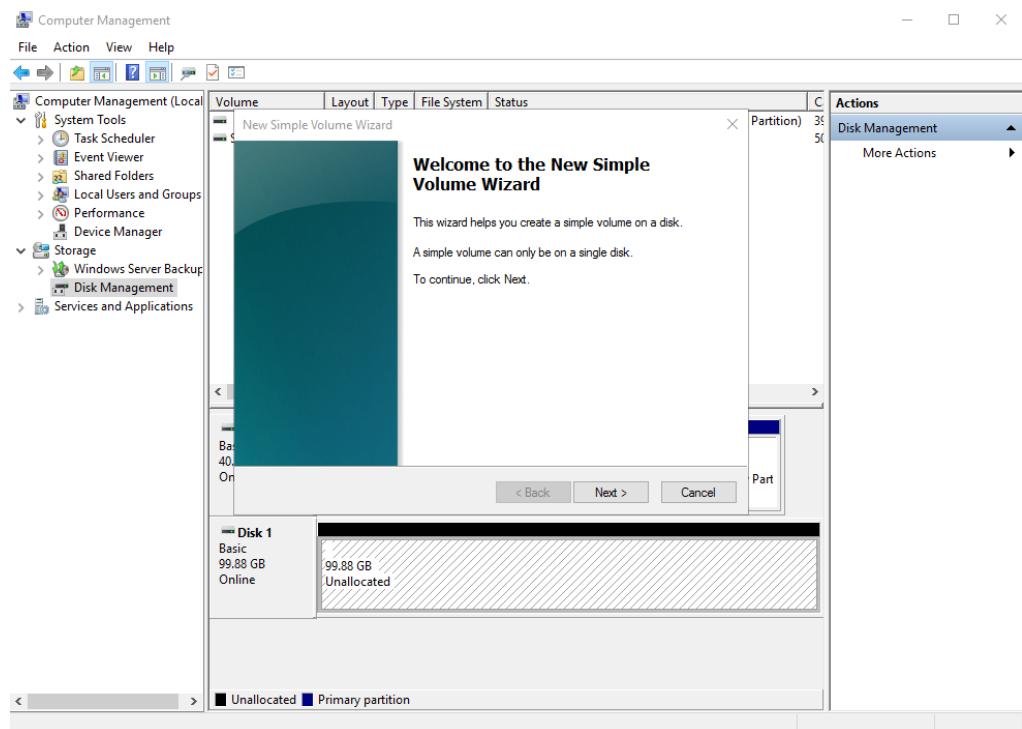 Computer Management
File Action View Help
Computer Management (Local
System Tools
Task Scheduler
Event Viewer
Shared Folders
Local Users and Groups
Performance
Device Manager
Storage
Windows Server Backup
Disk Management
Services and Applications
Volume Layout Type File System Status C
Partition) 39
S 50
New Simple Volume Wizard
Welcome to the New Simple
Volume Wizard
This wizard helps you create a simple volume on a disk.
A simple volume can only be on a single disk.
To continue, click Next.
< Back Next > Cancel
Bas
40.
On
Part
Disk 1
Basic
99.88 GB
Online
99.88 GB
Unallocated
Unallocated Primary partition
Actions
Disk Management
More Actions